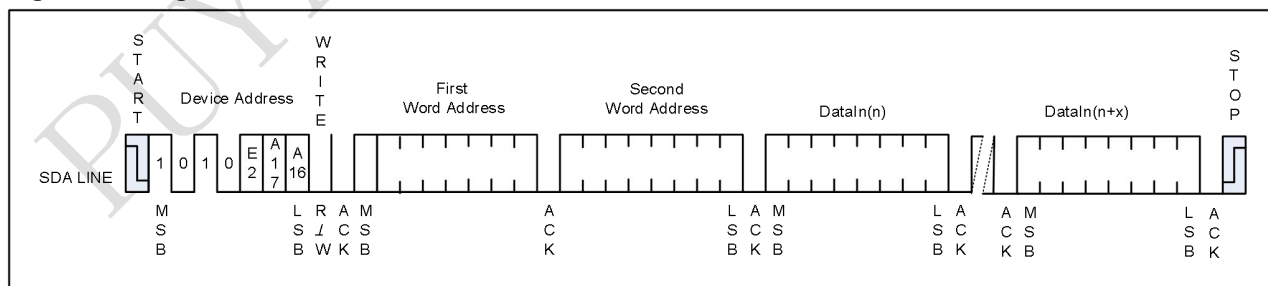 START
WRITE
STOP
Device Address
First
Word Address
Second
Word Address
DataIn(n)
DataIn(n+x)
SDA LINE
1 0 1 0 E2 A17 A16
MSB
LSB
R/W
ACK
MSB
ACK
LSB
ACK
MSB
LSB
ACK
ACK
MSB
LSB
ACK
PUY